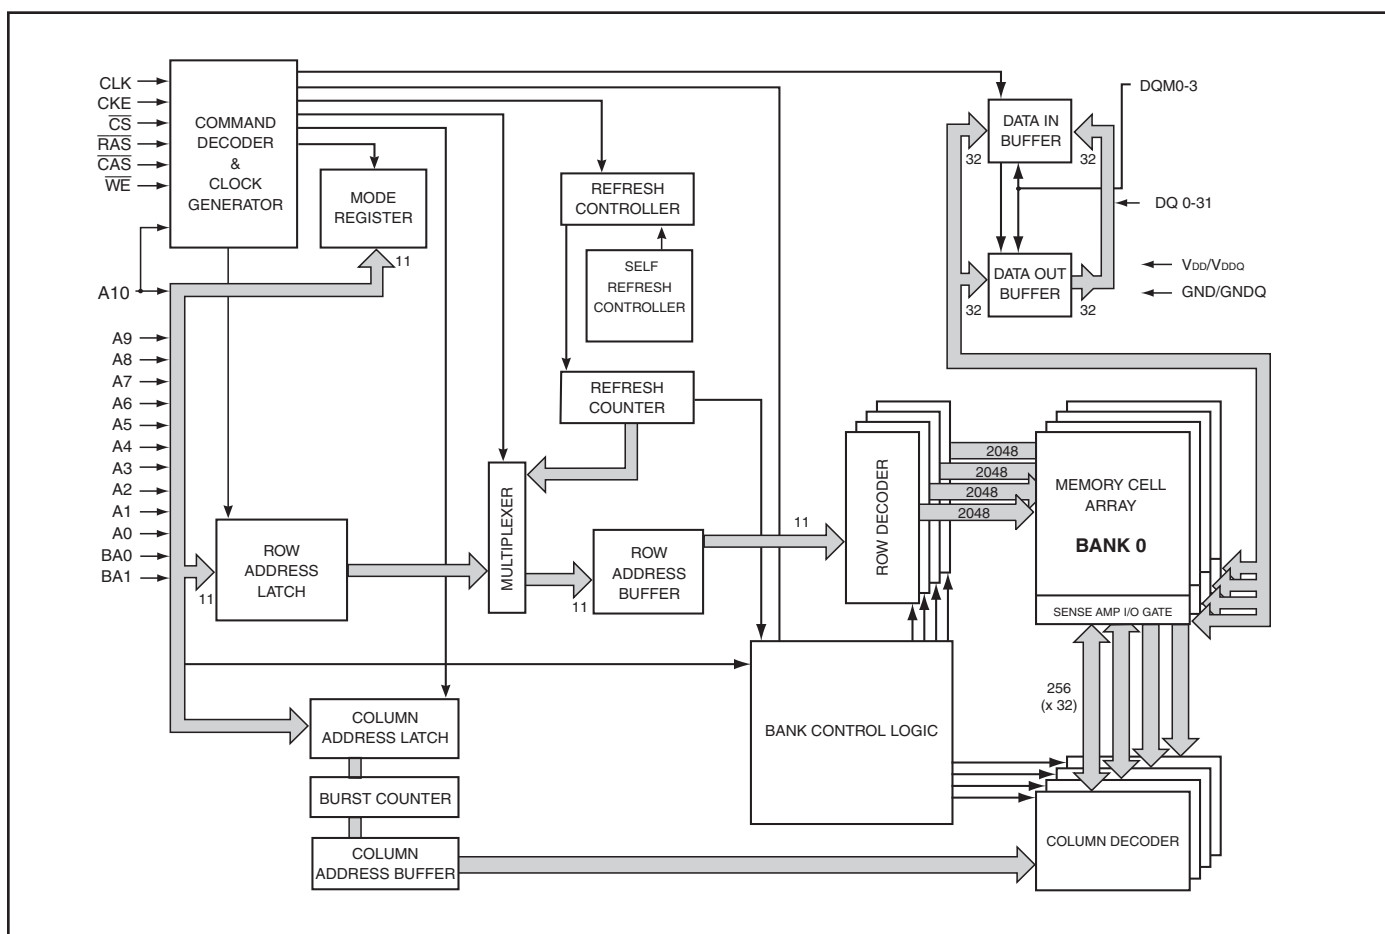 CLK
CKE
CS
RAS
CAS
WE
A10
A9
A8
A7
A6
A5
A4
A3
A2
A1
A0
BA0
BA1
COMMAND
DECODER
&
CLOCK
GENERATOR
MODE
REGISTER
11
REFRESH
CONTROLLER
SELF
REFRESH
CONTROLLER
REFRESH
COUNTER
DATA IN
BUFFER
32
32
DQM0-3
DQ 0-31
DATA OUT
BUFFER
32
32
VDD/VDDQ
GND/GNDQ
11
ROW
ADDRESS
LATCH
MULTIPLEXER
11
ROW
ADDRESS
BUFFER
11
ROW DECODER
2048
2048
2048
2048
MEMORY CELL
ARRAY
BANK 0
SENSE AMP I/O GATE
256
(x 32)
BANK CONTROL LOGIC
COLUMN
ADDRESS LATCH
BURST COUNTER
COLUMN
ADDRESS BUFFER
COLUMN DECODER